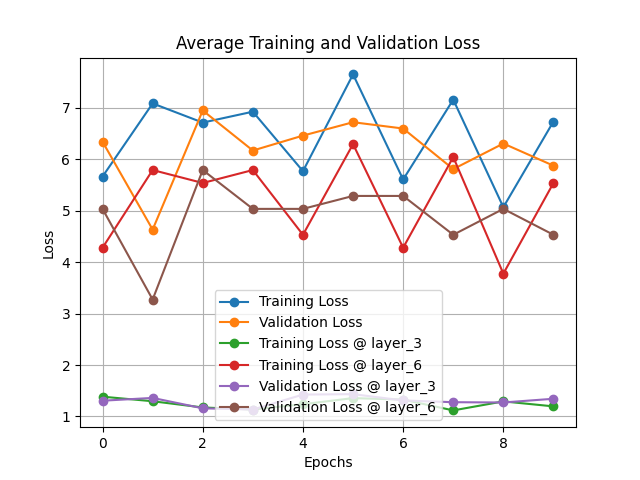 Average Training and Validation Loss
Loss
7
6
5
4
3
2
1
Training Loss
Validation Loss
Training Loss @ layer_3
Training Loss @ layer_6
Validation Loss @ layer_3
Validation Loss @ layer_6
0 2 4 6 8
Epochs